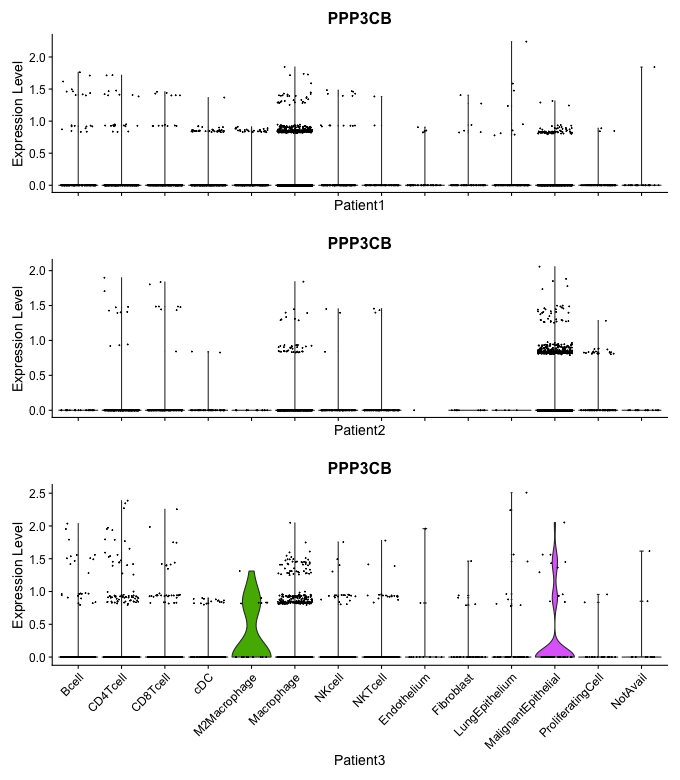 PPP3CB
Expression Level
2.0
1.5
1.0
0.5
0.0
Patient1
PPP3CB
Expression Level
2.0
1.5
1.0
0.5
0.0
Patient2
PPP3CB
Expression Level
2.5
2.0
1.5
1.0
0.5
0.0
Bcell
CD4Tcell
CD8Tcell
cDC
M2Macrophage
Macrophage
NKcell
NKTcell
Endothelium
Fibroblast
LungEpithelium
MalignantEpithelial
ProliferatingCell
NotAvail
Patient3